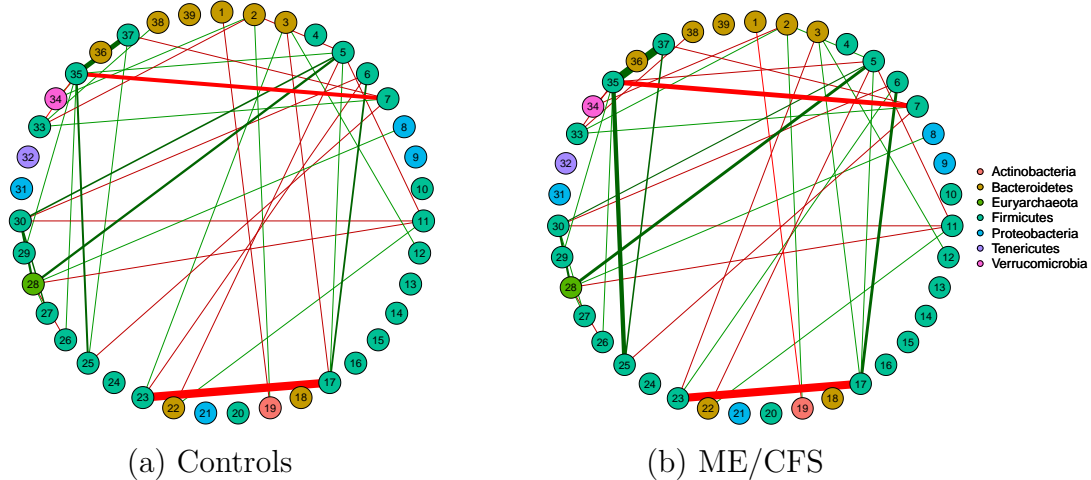 1 2 3 4 5 6 7 8 9 10 11 12 13 14 15 16 17 18 19 20 21 22 23 24 25 26 27 28 29 30 31 32 33 34 35 36 37 38 39
1 2 3 4 5 6 7 8 9 10 11 12 13 14 15 16 17 18 19 20 21 22 23 24 25 26 27 28 29 30 31 32 33 34 35 36 37 38 39
Actinobacteria
Bacteroidetes
Euryarchaeota
Firmicutes
Proteobacteria
Tenericutes
Verrucomicrobia
(a) Controls
(b) ME/CFS